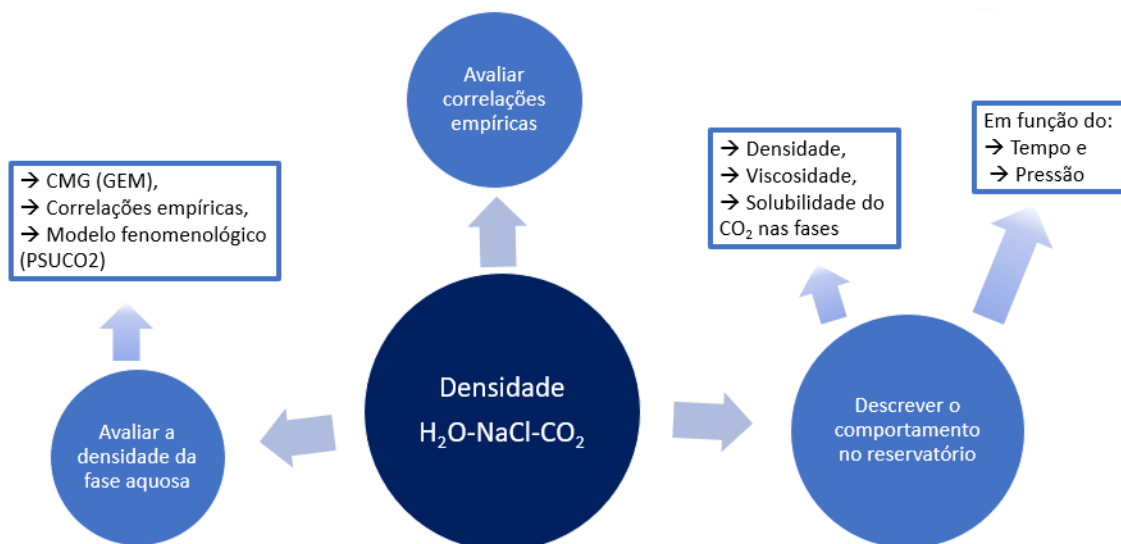 Avaliar
correlações
empíricas
→ CMG (GEM),
→ Correlações empíricas,
→ Modelo fenomenológico
(PSUCO2)
→ Densidade,
→ Viscosidade,
→ Solubilidade do
CO₂ nas fases
Em função do:
→ Tempo e
→ Pressão
Densidade
H₂O-NaCl-CO₂
Avaliar a
densidade da
fase aquosa
Descrever o
comportamento
no reservatório